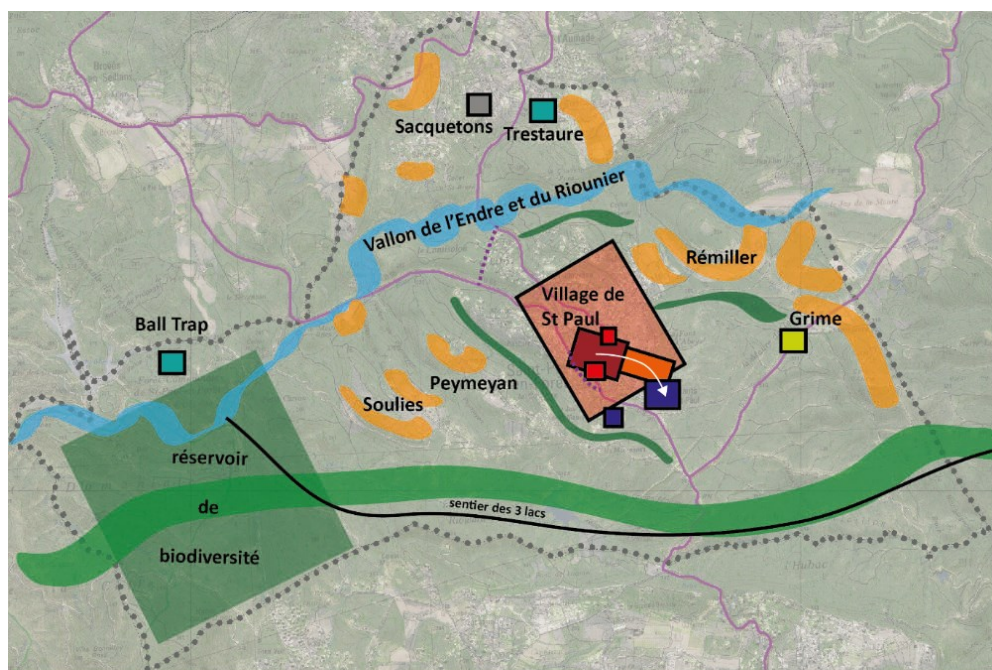 Sacquetons
Trestaure
Vallon de l'Endre et du Riounier
Rémiller
Village de
St Paul
Grime
Ball Trap
Peymeyan
Soulies
réservoir
de
biodiversité
sentier des 3 lacs
l'Hubac